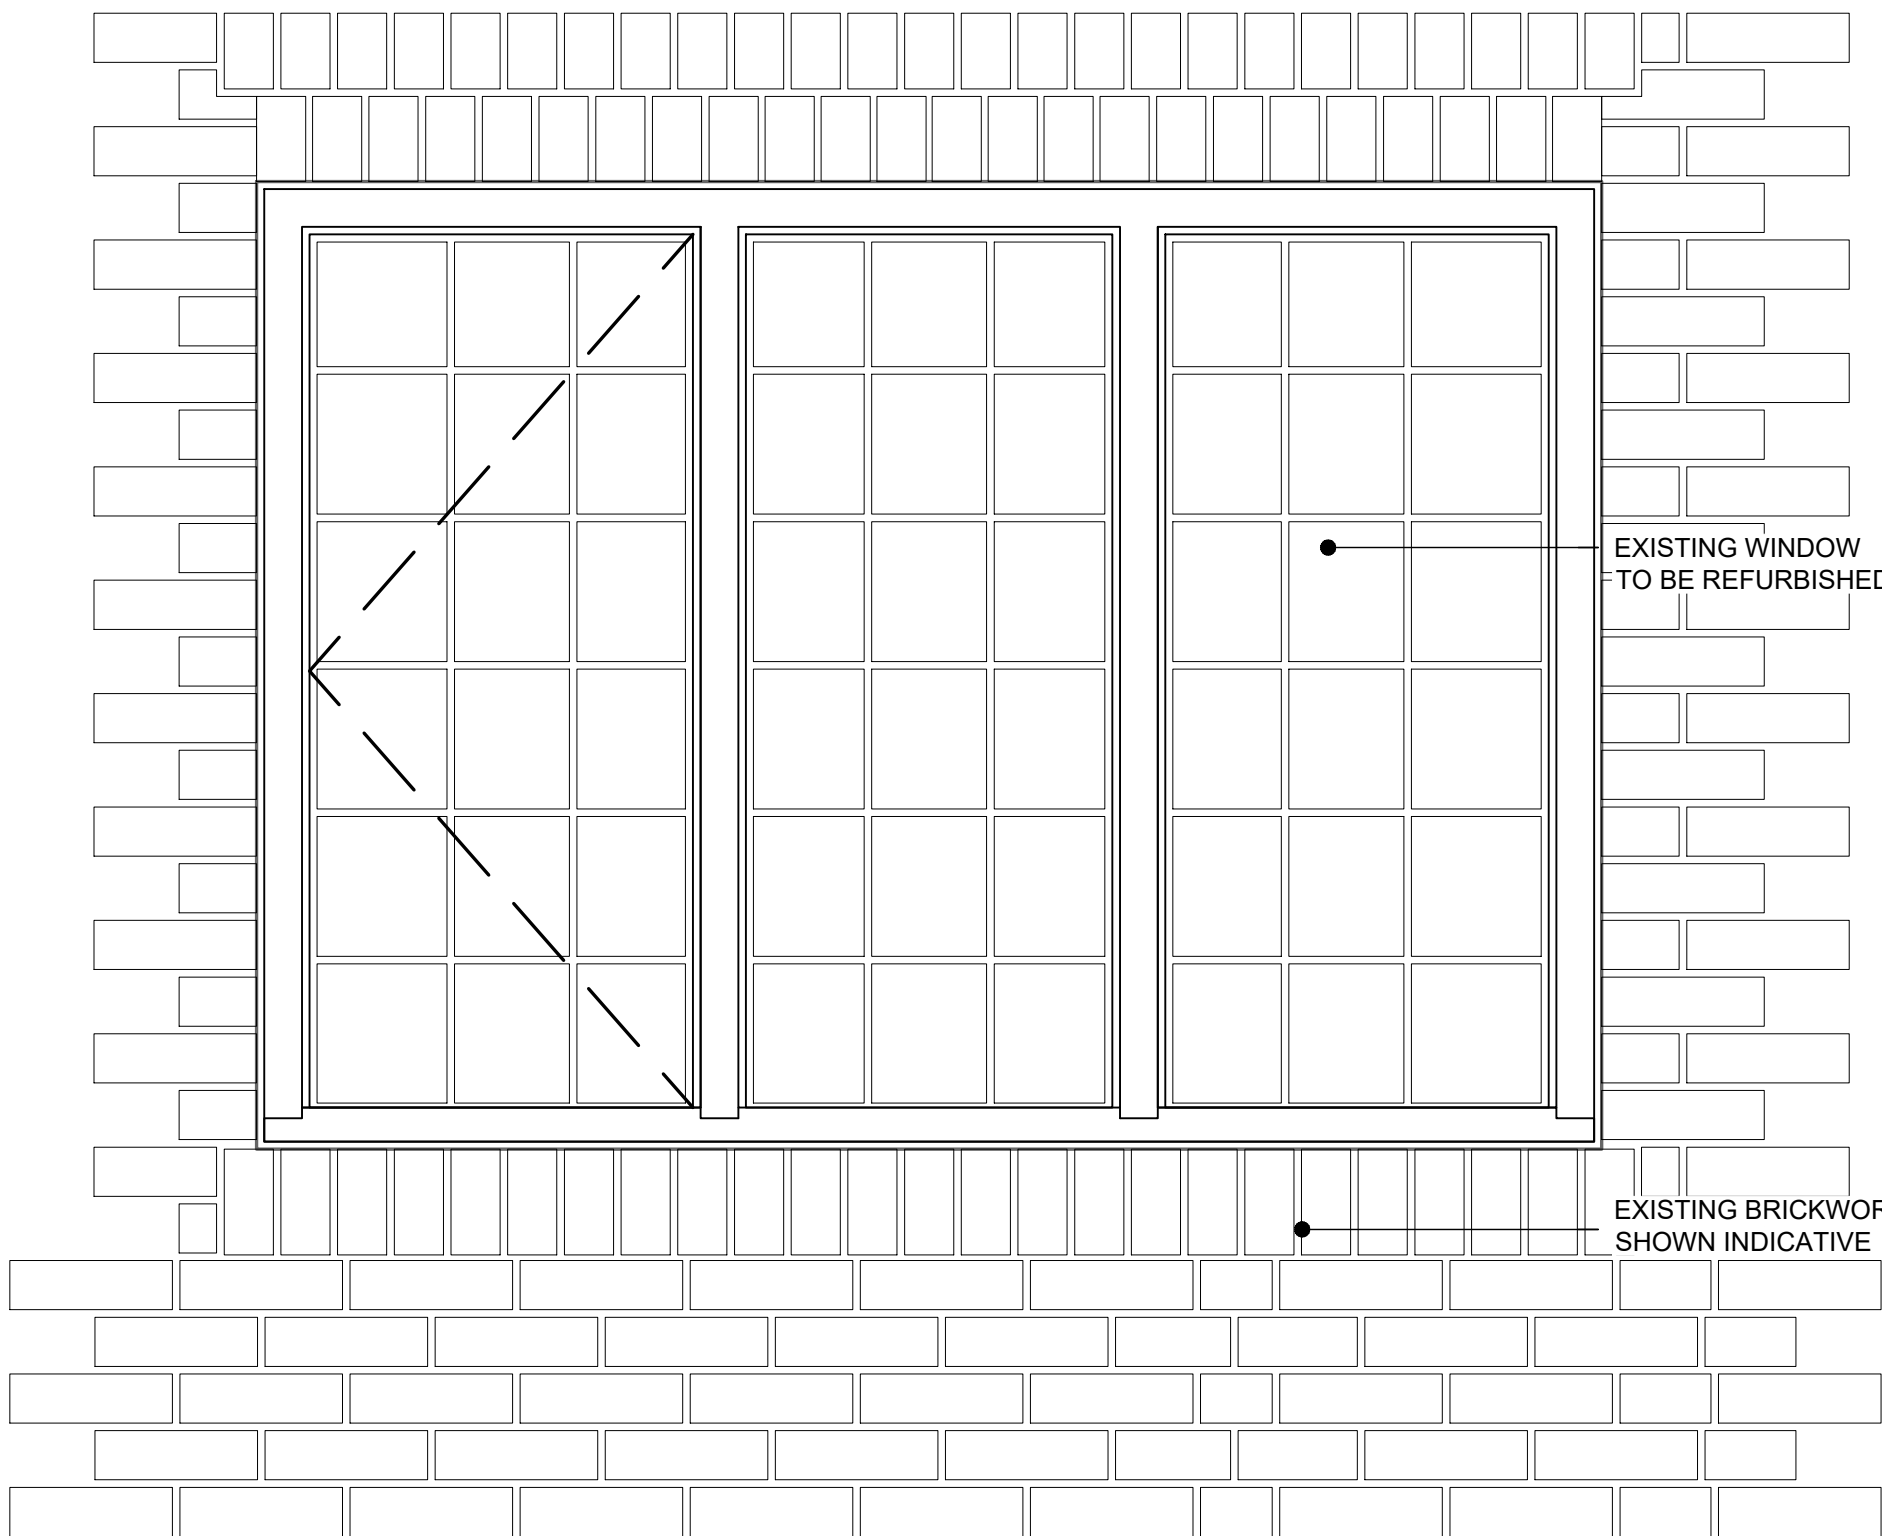 EXISTING WINDOW
TO BE REFURBISHED
EXISTING BRICKWOR
SHOWN INDICATIVE